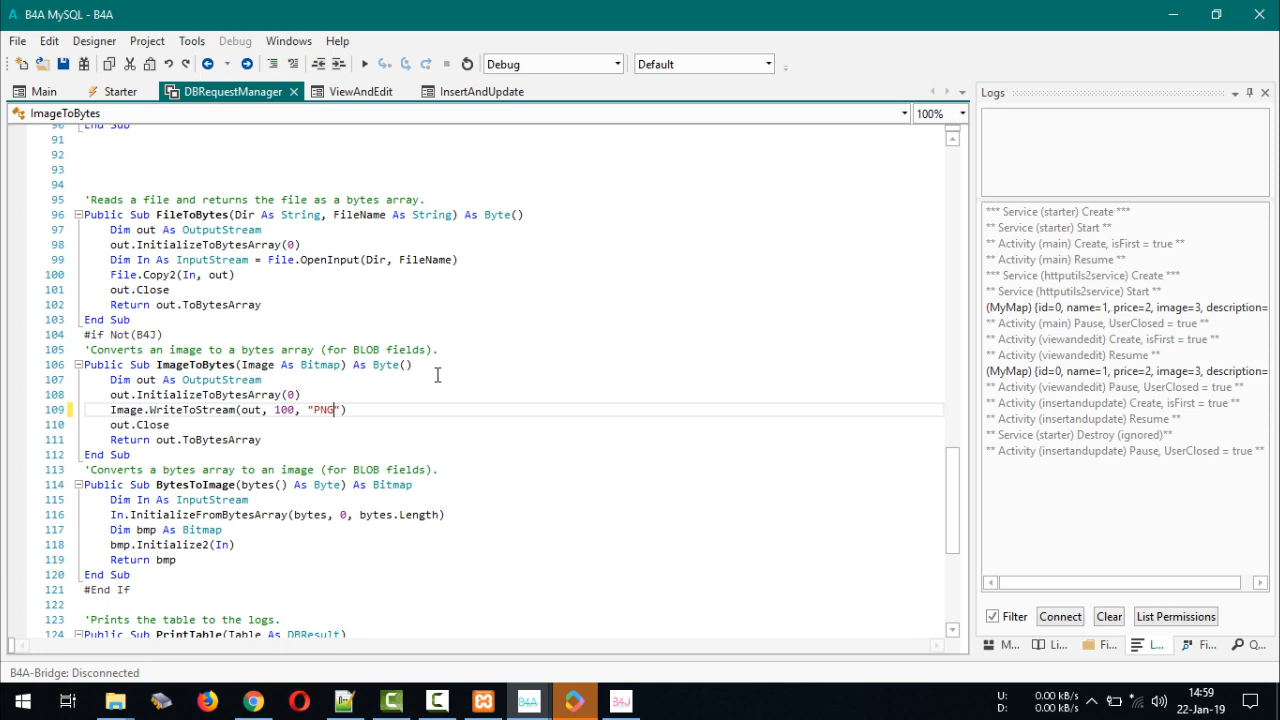 B4A MySQL - B4A
File Edit Designer Project Tools Debug Windows Help
Debug Default
Main Starter DBRequestManager ViewAndEdit InsertAndUpdate
ImageToBytes 100%
90 End Sub
91
92
93
94
95 'Reads a file and returns the file as a bytes array.
96 Public Sub FileToBytes(Dir As String, FileName As String) As Byte()
97 Dim out As OutputStream
98 out.InitializeToBytesArray(0)
99 Dim In As InputStream = File.OpenInput(Dir, FileName)
100 File.Copy2(In, out)
101 out.Close
102 Return out.ToBytesArray
103 End Sub
104 #if Not(B4J)
105 'Converts an image to a bytes array (for BLOB fields).
106 Public Sub ImageToBytes(Image As Bitmap) As Byte()
107 Dim out As OutputStream
108 out.InitializeToBytesArray(0)
109 Image.WriteToStream(out, 100, "PNG")
110 out.Close
111 Return out.ToBytesArray
112 End Sub
113 'Converts a bytes array to an image (for BLOB fields).
114 Public Sub BytesToImage(bytes() As Byte) As Bitmap
115 Dim In As InputStream
116 In.InitializeFromBytesArray(bytes, 0, bytes.Length)
117 Dim bmp As Bitmap
118 bmp.Initialize2(In)
119 Return bmp
120 End Sub
121 #End If
122
123 'Prints the table to the logs.
124 Public Sub PrintTable(Table As DBResult)
Logs
*** Service (starter) Create ***
** Service (starter) Start **
** Activity (main) Create, isFirst = true **
** Activity (main) Resume **
*** Service (httputils2service) Create ***
** Service (httputils2service) Start **
(MyMap) {id=0, name=1, price=2, image=3, description=
** Activity (main) Pause, UserClosed = true **
** Activity (viewandedit) Create, isFirst = true **
** Activity (viewandedit) Resume **
(MyMap) {id=0, name=1, price=2, image=3, description=
** Activity (viewandedit) Pause, UserClosed = true **
** Activity (insertandupdate) Create, isFirst = true **
** Activity (insertandupdate) Resume **
** Service (starter) Destroy (ignored)**
** Activity (insertandupdate) Pause, UserClosed = true **
Filter Connect Clear List Permissions
M... Li... Fi... L... Fi... Q...
B4A-Bridge: Disconnected
B4A B4J
U: 0.00 kB/s
D: 0.00 kB/s
14:59
22-Jan-19